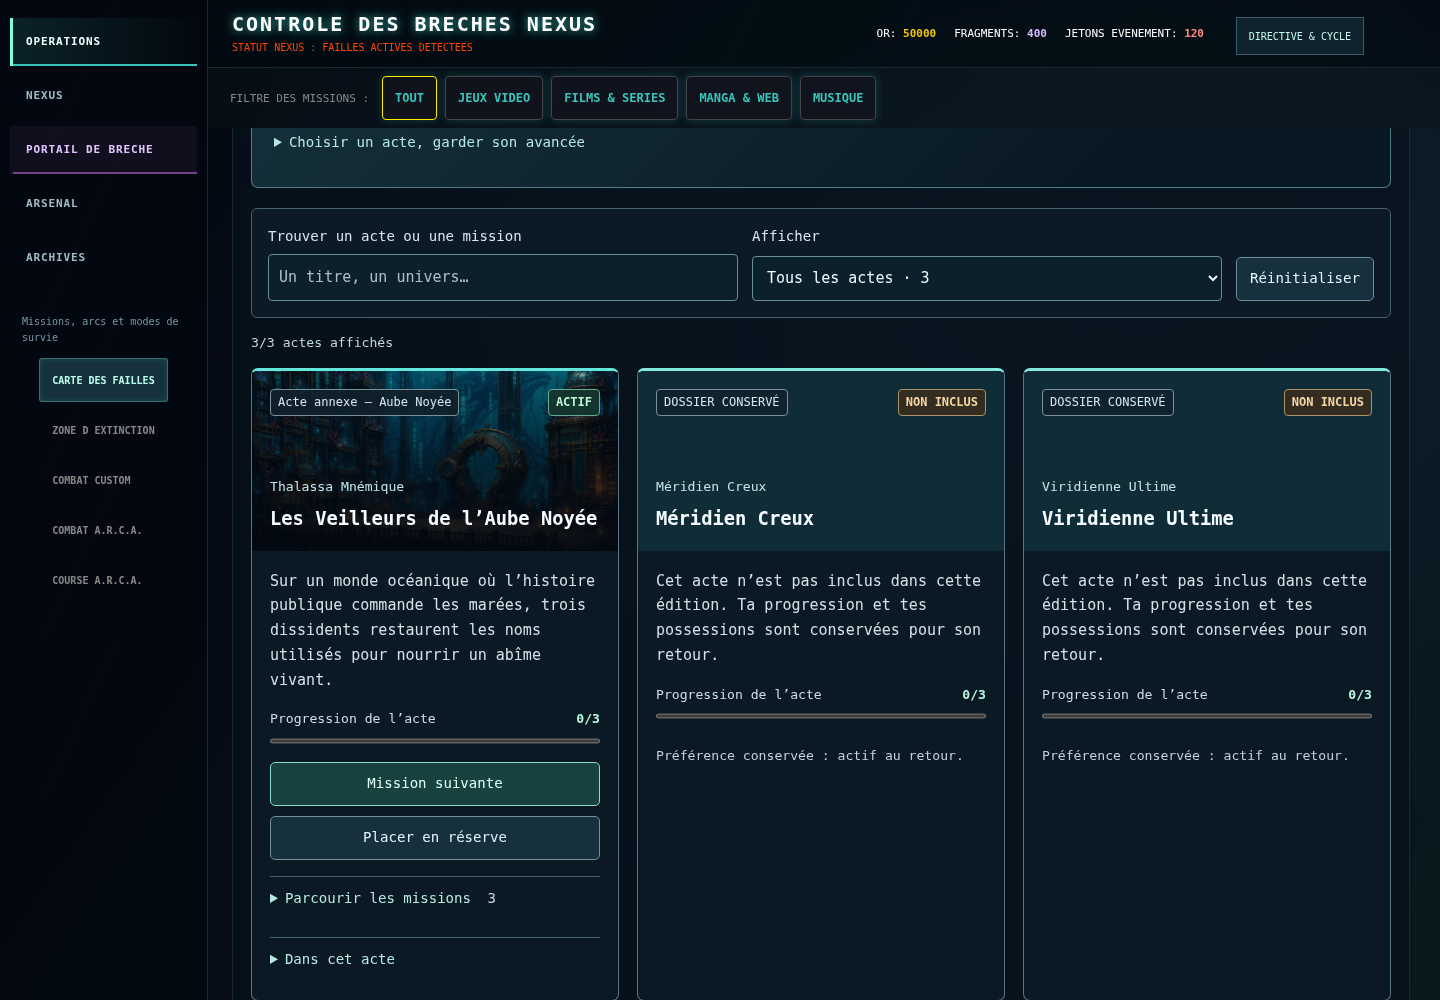 OPERATIONS
NEXUS
PORTAIL DE BRECHE
ARSENAL
ARCHIVES
Missions, arcs et modes de
survie
CARTE DES FAILLES
ZONE D EXTINCTION
COMBAT CUSTOM
COMBAT A.R.C.A.
COURSE A.R.C.A.
CONTROLE DES BRECHES NEXUS
STATUT NEXUS : FAILLES ACTIVES DETECTEES
OR: 50000 FRAGMENTS: 400 JETONS EVENEMENT: 120
DIRECTIVE & CYCLE
FILTRE DES MISSIONS : TOUT JEUX VIDEO FILMS & SERIES MANGA & WEB MUSIQUE
▶ Choisir un acte, garder son avancée
Trouver un acte ou une mission
Un titre, un univers…
Afficher
Tous les actes · 3
Réinitialiser
3/3 actes affichés
Acte annexe — Aube Noyée ACTIF
Thalassa Mnémique
Les Veilleurs de l’Aube Noyée
Sur un monde océanique où l’histoire
publique commande les marées, trois
dissidents restaurent les noms
utilisés pour nourrir un abîme
vivant.
Progression de l’acte 0/3
Mission suivante
Placer en réserve
▶ Parcourir les missions 3
▶ Dans cet acte
DOSSIER CONSERVÉ NON INCLUS
Méridien Creux
Méridien Creux
Cet acte n’est pas inclus dans cette
édition. Ta progression et tes
possessions sont conservées pour son
retour.
Progression de l’acte 0/3
Préférence conservée : actif au retour.
DOSSIER CONSERVÉ NON INCLUS
Viridienne Ultime
Viridienne Ultime
Cet acte n’est pas inclus dans cette
édition. Ta progression et tes
possessions sont conservées pour son
retour.
Progression de l’acte 0/3
Préférence conservée : actif au retour.